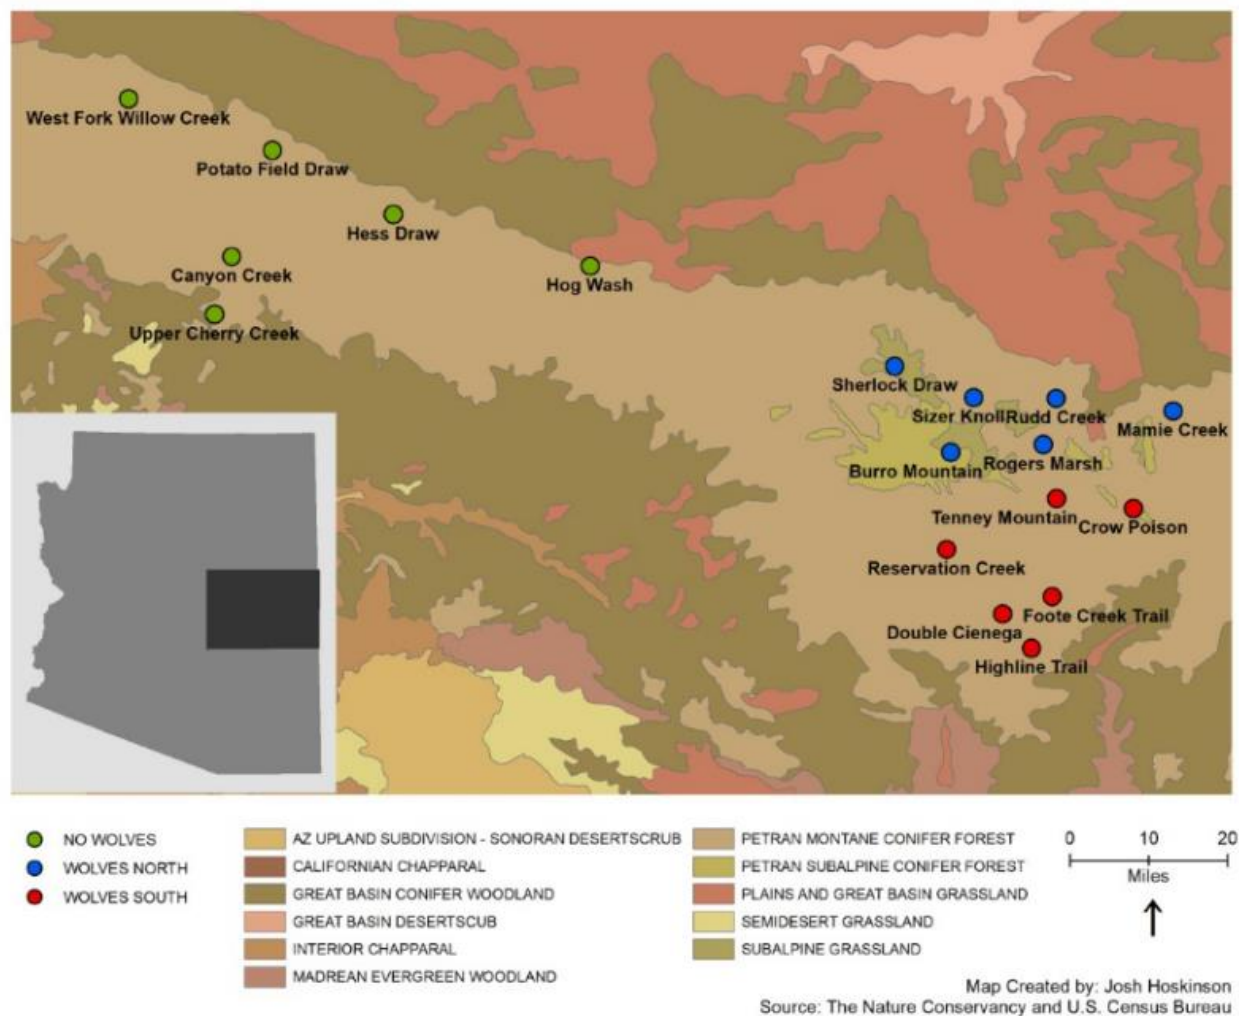 West Fork Willow Creek
Potato Field Draw
Hess Draw
Canyon Creek
Hog Wash
Upper Cherry Creek
Sherlock Draw
Sizer Knoll
Rudd Creek
Mamie Creek
Burro Mountain
Rogers Marsh
Tenney Mountain
Crow Poison
Reservation Creek
Foote Creek Trail
Double Cienega
Highline Trail
NO WOLVES
WOLVES NORTH
WOLVES SOUTH
AZ UPLAND SUBDIVISION - SONORAN DESERTSCRUB
CALIFORNIAN CHAPPARAL
GREAT BASIN CONIFER WOODLAND
GREAT BASIN DESERTSCUB
INTERIOR CHAPPARAL
MADREAN EVERGREEN WOODLAND
PETRAN MONTANE CONIFER FOREST
PETRAN SUBALPINE CONIFER FOREST
PLAINS AND GREAT BASIN GRASSLAND
SEMIDESERT GRASSLAND
SUBALPINE GRASSLAND
0 10 20
Miles
Map Created by: Josh Hoskinson
Source: The Nature Conservancy and U.S. Census Bureau